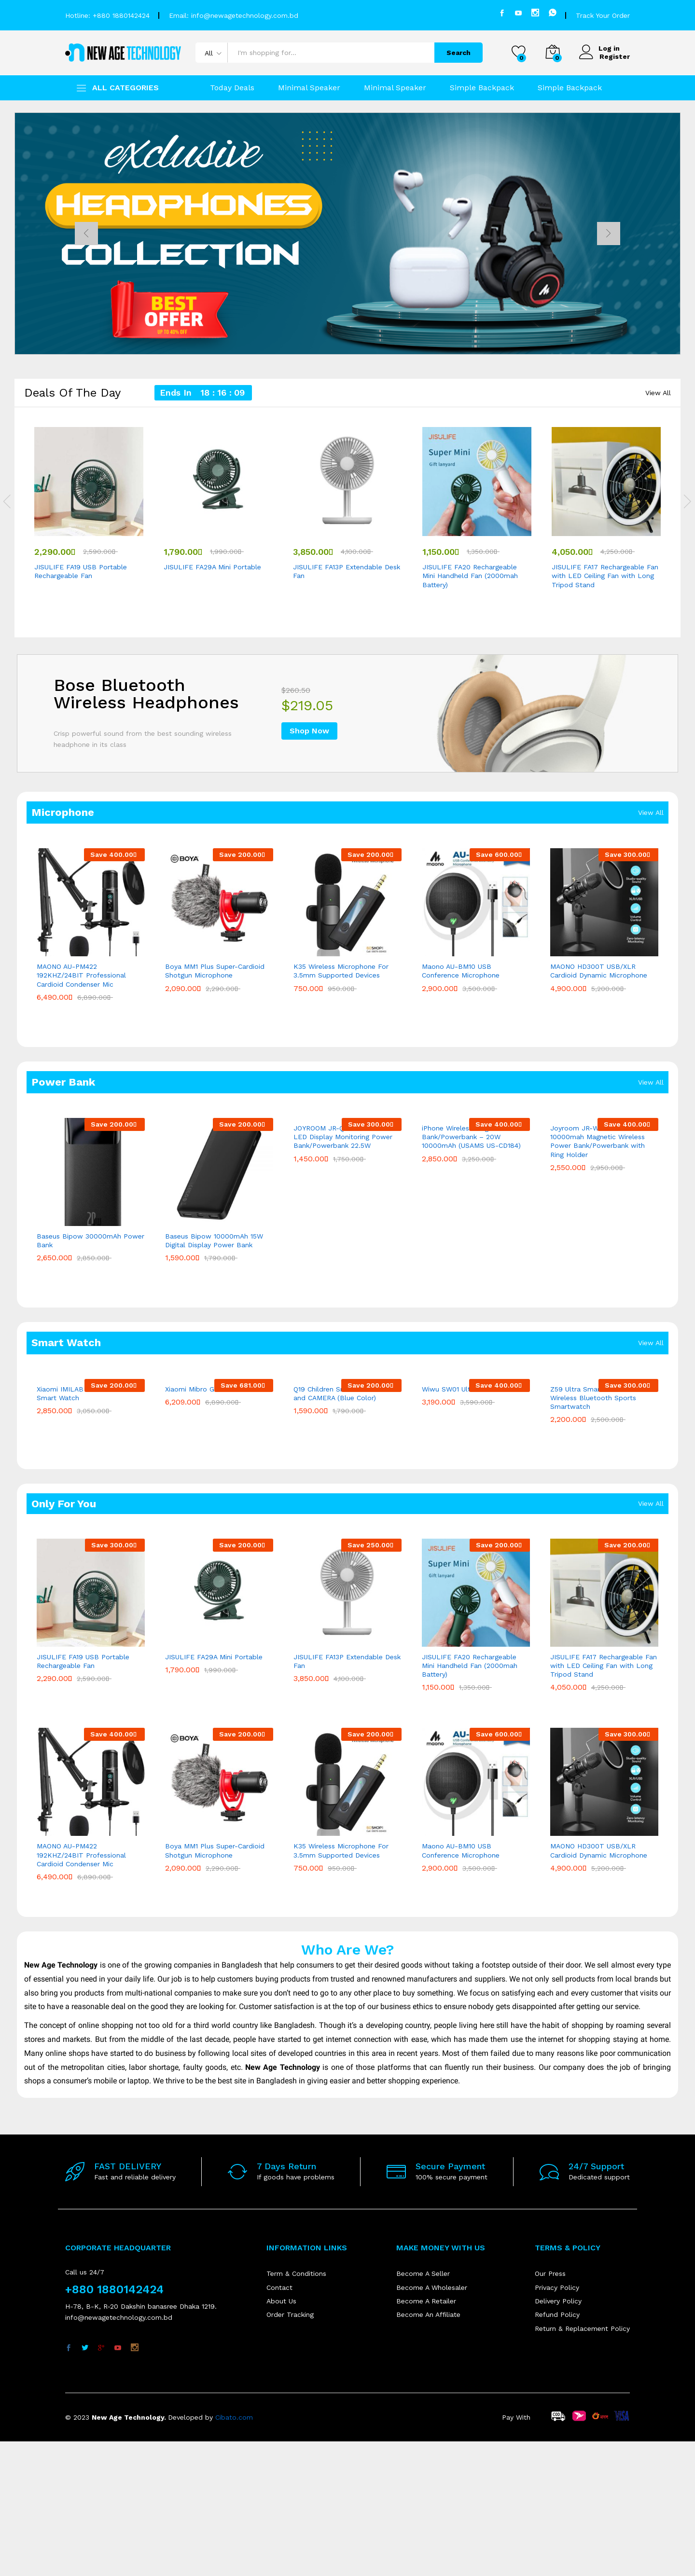 Hotline: +880 1880142424
Email: info@newagetechnology.com.bd
Track Your Order
NEW AGE TECHNOLOGY
All
I'm shopping for...
Search
0
0
Log in
Register
ALL CATEGORIES
Today Deals
Minimal Speaker
Minimal Speaker
Simple Backpack
Simple Backpack
exclusive
HEADPHONES
COLLECTION
BEST
OFFER
UP TO 40% OFF
Deals Of The Day
Ends In 18 : 16 : 09
View All
JISULIFE
Super Mini
Gift lanyard
2,290.00 2,590.00
JISULIFE FA19 USB Portable
Rechargeable Fan
1,790.00 1,990.00
JISULIFE FA29A Mini Portable
3,850.00 4,100.00
JISULIFE FA13P Extendable Desk
Fan
1,150.00 1,350.00
JISULIFE FA20 Rechargeable
Mini Handheld Fan (2000mah
Battery)
4,050.00 4,250.00
JISULIFE FA17 Rechargeable Fan
with LED Ceiling Fan with Long
Tripod Stand
Bose Bluetooth
Wireless Headphones
Crisp powerful sound from the best sounding wireless
headphone in its class
$260.50
$219.05
Shop Now
Microphone
View All
Save 400.00
MAONO AU-PM422
192KHZ/24BIT Professional
Cardioid Condenser Mic
6,490.00 6,890.00
Save 200.00
BOYA
Boya MM1 Plus Super-Cardioid
Shotgun Microphone
2,090.00 2,290.00
Save 200.00
K35 Wireless Microphone For
3.5mm Supported Devices
750.00 950.00
Save 600.00
maono
AU-
Maono AU-BM10 USB
Conference Microphone
2,900.00 3,500.00
Save 300.00
MAONO HD300T USB/XLR
Cardioid Dynamic Microphone
4,900.00 5,200.00
Power Bank
View All
Save 200.00
Baseus Bipow 30000mAh Power
Bank
2,650.00 2,850.00
Save 200.00
Baseus Bipow 10000mAh 15W
Digital Display Power Bank
1,590.00 1,790.00
Save 300.00
JOYROOM JR-
LED Display Monitoring Power
Bank/Powerbank 22.5W
1,450.00 1,750.00
Save 400.00
iPhone Wireless
Bank/Powerbank – 20W
10000mAh (USAMS US-CD184)
2,850.00 3,250.00
Save 400.00
Joyroom JR-W
10000mah Magnetic Wireless
Power Bank/Powerbank with
Ring Holder
2,550.00 2,950.00
Smart Watch
View All
Save 200.00
Xiaomi IMILAB
Smart Watch
2,850.00 3,050.00
Save 681.00
Xiaomi Mibro G
6,209.00 6,890.00
Save 200.00
Q19 Children S
and CAMERA (Blue Color)
1,590.00 1,790.00
Save 400.00
Wiwu SW01 Ult
3,190.00 3,590.00
Save 300.00
Z59 Ultra Smar
Wireless Bluetooth Sports
Smartwatch
2,200.00 2,500.00
Only For You
View All
Save 300.00
JISULIFE FA19 USB Portable
Rechargeable Fan
2,290.00 2,590.00
Save 200.00
JISULIFE FA29A Mini Portable
1,790.00 1,990.00
Save 250.00
JISULIFE FA13P Extendable Desk
Fan
3,850.00 4,100.00
Save 200.00
JISULIFE
Super Mini
Gift lanyard
JISULIFE FA20 Rechargeable
Mini Handheld Fan (2000mah
Battery)
1,150.00 1,350.00
Save 200.00
JISULIFE FA17 Rechargeable Fan
with LED Ceiling Fan with Long
Tripod Stand
4,050.00 4,250.00
Save 400.00
MAONO AU-PM422
192KHZ/24BIT Professional
Cardioid Condenser Mic
6,490.00 6,890.00
Save 200.00
BOYA
Boya MM1 Plus Super-Cardioid
Shotgun Microphone
2,090.00 2,290.00
Save 200.00
K35 Wireless Microphone For
3.5mm Supported Devices
750.00 950.00
Save 600.00
maono
AU-
Maono AU-BM10 USB
Conference Microphone
2,900.00 3,500.00
Save 300.00
MAONO HD300T USB/XLR
Cardioid Dynamic Microphone
4,900.00 5,200.00
Who Are We?
New Age Technology is one of the growing companies in Bangladesh that help consumers to get their desired goods without taking a footstep outside of their door. We sell almost every type
of essential you need in your daily life. Our job is to help customers buying products from trusted and renowned manufacturers and suppliers. We not only sell products from local brands but
also bring you products from multi-national companies to make sure you don't need to go to any other place to buy something. We focus on satisfying each and every customer that visits our
site to have a reasonable deal on the good they are looking for. Customer satisfaction is at the top of our business ethics to ensure nobody gets disappointed after getting our service.
The concept of online shopping not too old for a third world country like Bangladesh. Though it's a developing country, people living here still have the habit of shopping by roaming several
stores and markets. But from the middle of the last decade, people have started to get internet connection with ease, which has made them use the internet for shopping staying at home.
Many online shops have started to do business by following local sites of developed countries in this area in recent years. Most of them failed due to many reasons like poor communication
out of the metropolitan cities, labor shortage, faulty goods, etc. New Age Technology is one of those platforms that can fluently run their business. Our company does the job of bringing
shops a consumer's mobile or laptop. We thrive to be the best site in Bangladesh in giving easier and better shopping experience.
FAST DELIVERY
Fast and reliable delivery
7 Days Return
If goods have problems
Secure Payment
100% secure payment
24/7 Support
Dedicated support
CORPORATE HEADQUARTER
Call us 24/7
+880 1880142424
H-78, B-K, R-20 Dakshin banasree Dhaka 1219.
info@newagetechnology.com.bd
INFORMATION LINKS
Term & Conditions
Contact
About Us
Order Tracking
MAKE MONEY WITH US
Become A Seller
Become A Wholesaler
Become A Retailer
Become An Affiliate
TERMS & POLICY
Our Press
Privacy Policy
Delivery Policy
Refund Policy
Return & Replacement Policy
© 2023 New Age Technology. Developed by Cibato.com
Pay With
VISA